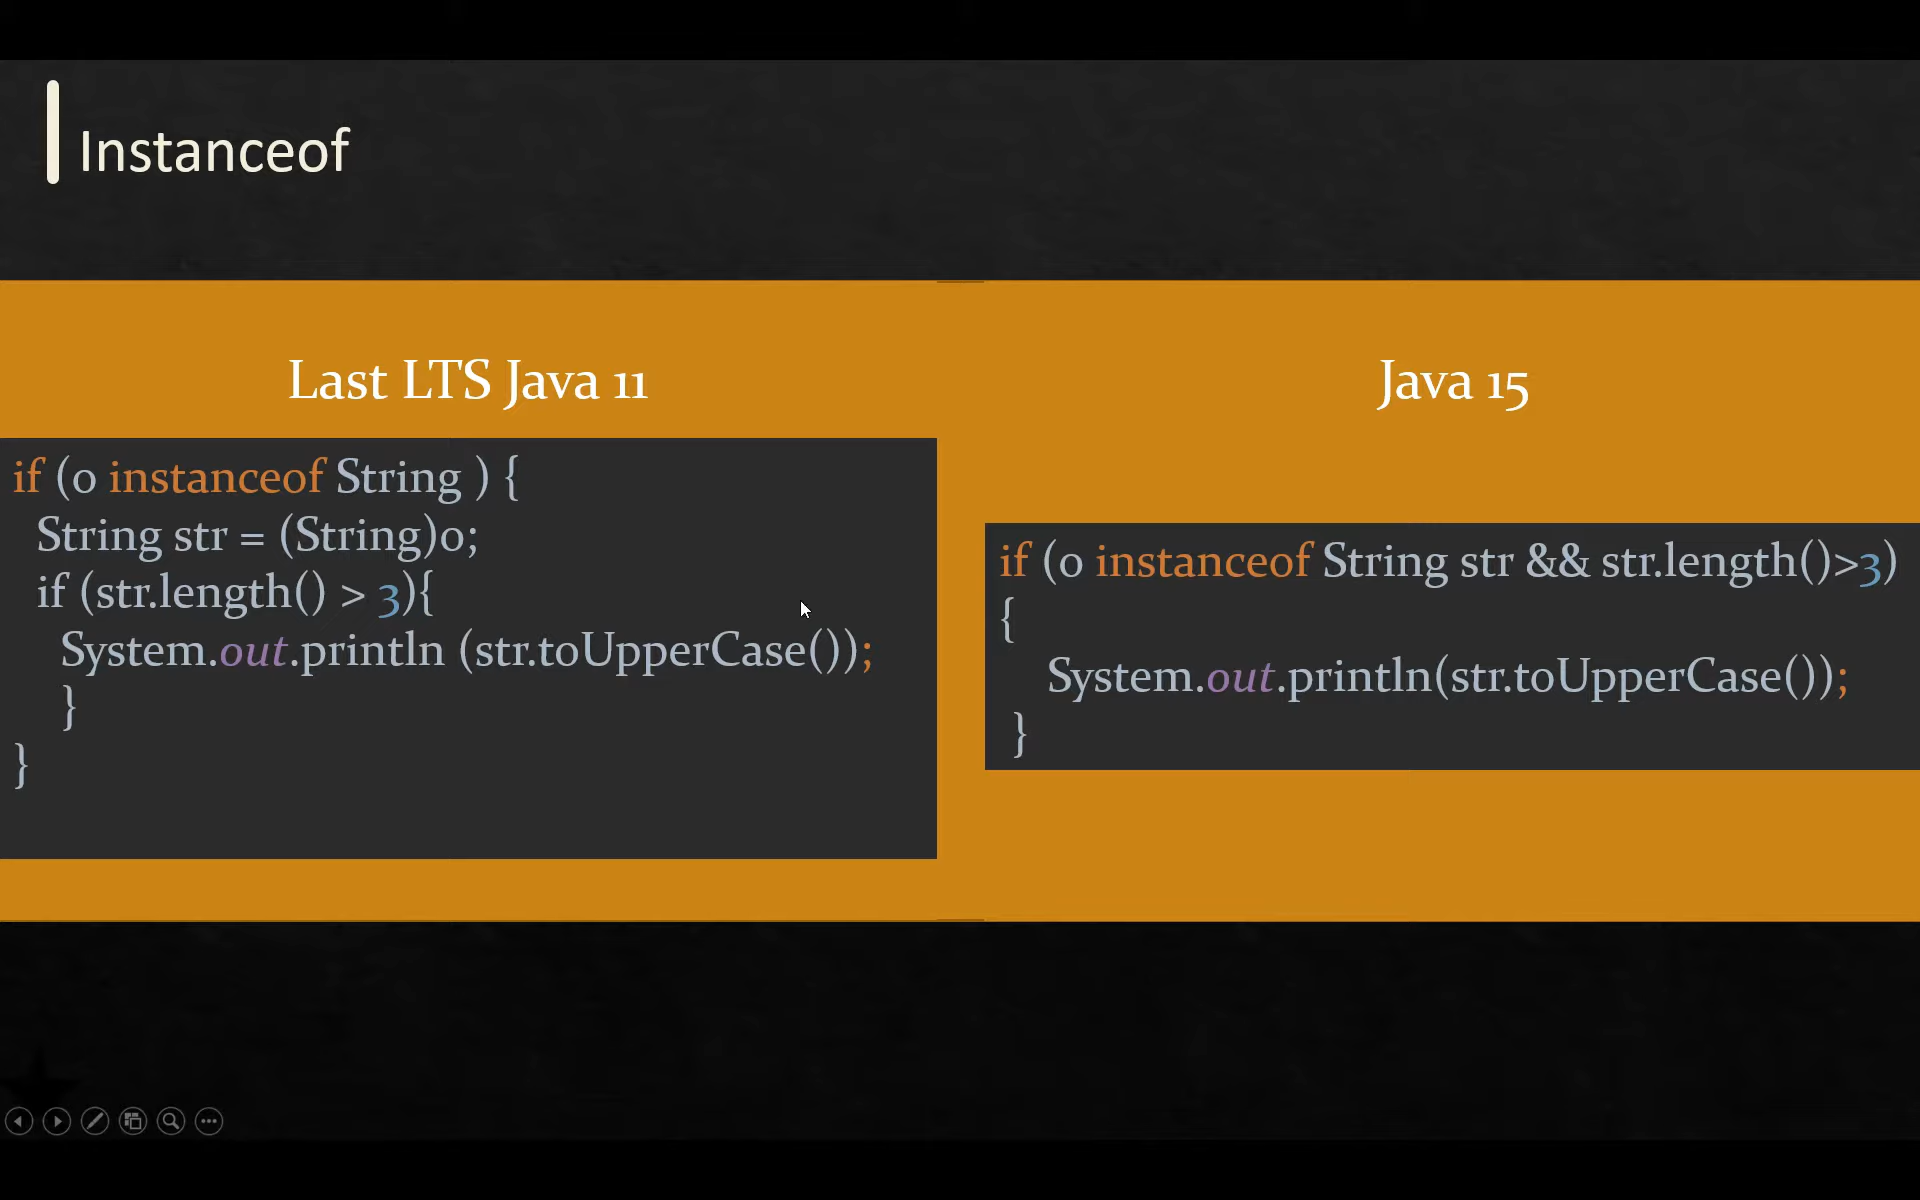 Instanceof
Last LTS Java 11
if (o instanceof String ) {
String str = (String)o;
if (str.length() > 3){
System.out.println (str.toUpperCase());
}
}
Java 15
if (o instanceof String str && str.length()>3)
{
System.out.println(str.toUpperCase());
}